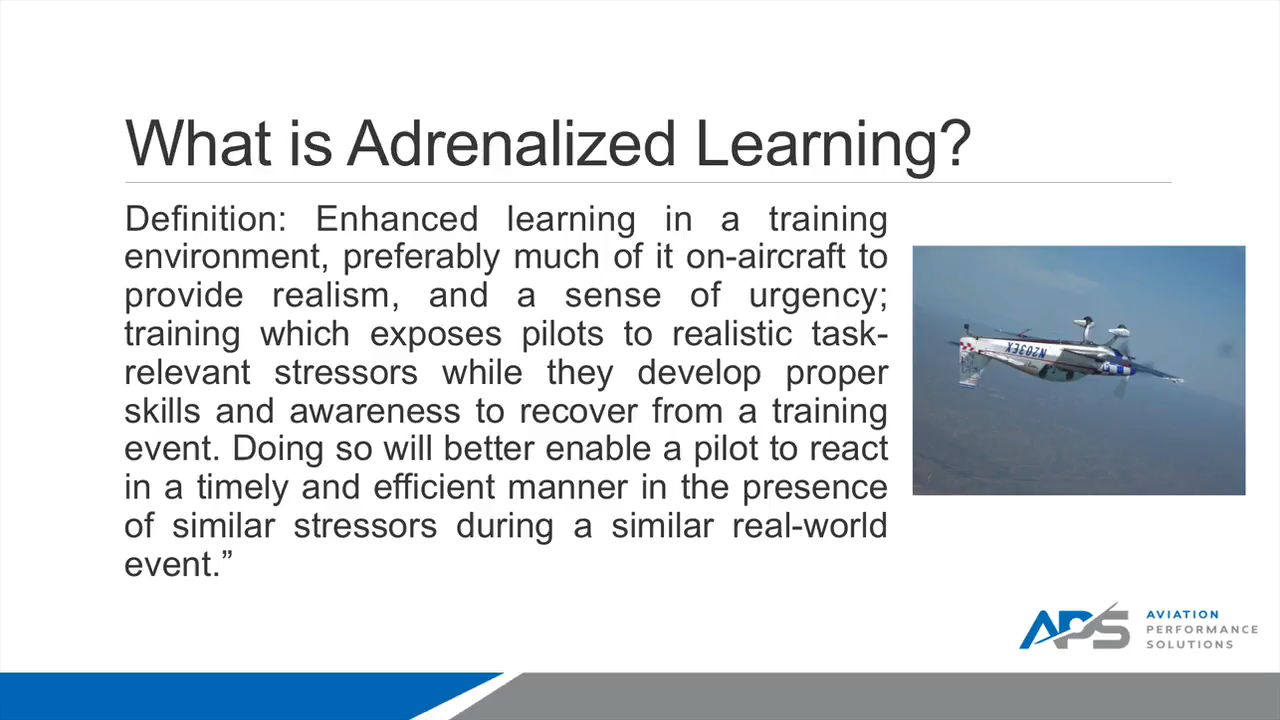 What is Adrenalized Learning?
Definition: Enhanced learning in a training
environment, preferably much of it on-aircraft to
provide realism, and a sense of urgency;
training which exposes pilots to realistic task-
relevant stressors while they develop proper
skills and awareness to recover from a training
event. Doing so will better enable a pilot to react
in a timely and efficient manner in the presence
of similar stressors during a similar real-world
event.”
N203EX
APS
AVIATION
PERFORMANCE
SOLUTIONS